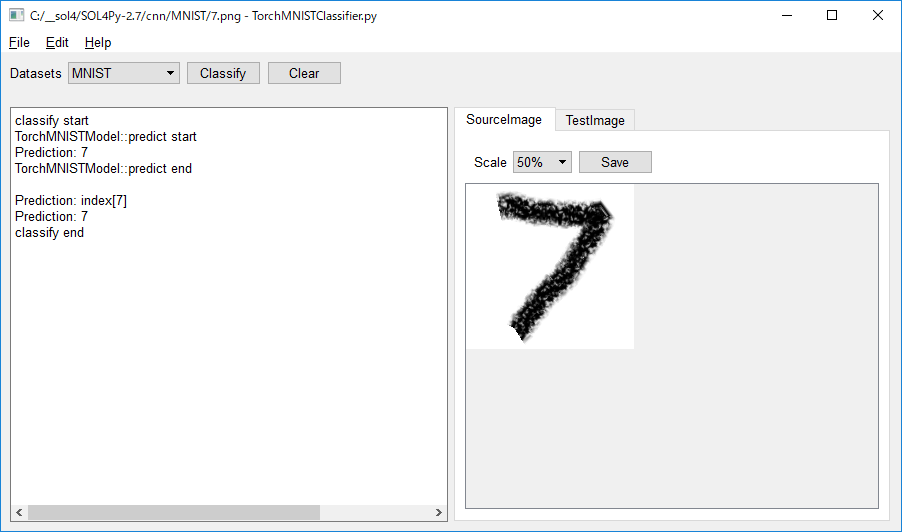 C:/__sol4/SOL4Py-2.7/cnn/MNIST/7.png - TorchMNISTClassifier.py
File Edit Help
Datasets MNIST Classify Clear
classify start
TorchMNISTModel::predict start
Prediction: 7
TorchMNISTModel::predict end
Prediction: index[7]
Prediction: 7
classify end
SourceImage TestImage
Scale 50% Save
7